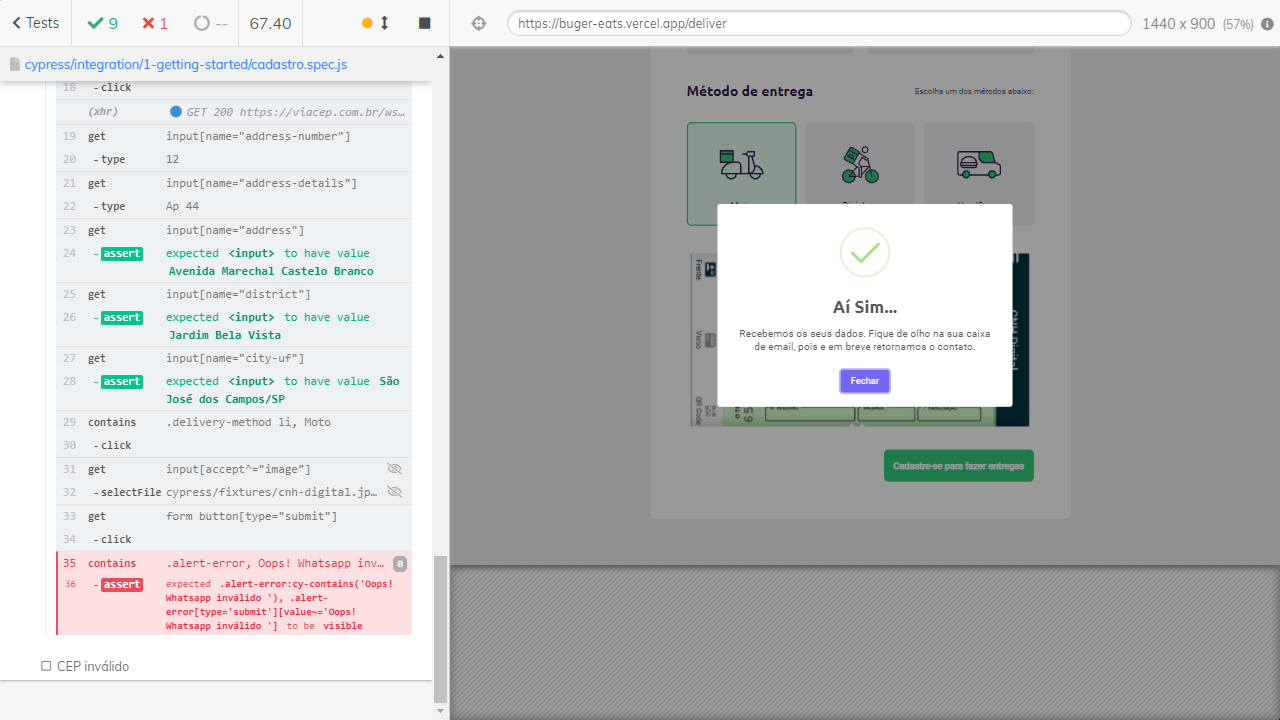 Tests
9
1
--
67.40
https://buger-eats.vercel.app/deliver
1440 x 900 (57%)
cypress/integration/1-getting-started/cadastro.spec.js
18 - click
(xhr) GET 200 https://viacep.com.br/ws…
19 get input[name="address-number"]
20 - type 12
21 get input[name="address-details"]
22 - type Ap 44
23 get input[name="address"]
24 - assert expected <input> to have value
Avenida Marechal Castelo Branco
25 get input[name="district"]
26 - assert expected <input> to have value
Jardim Bela Vista
27 get input[name="city-uf"]
28 - assert expected <input> to have value São
José dos Campos/SP
29 contains .delivery-method li, Moto
30 - click
31 get input[accept^="image"]
32 - selectFile cypress/fixtures/cnh-digital.jp…
33 get form button[type="submit"]
34 - click
35 contains .alert-error, Oops! Whatsapp inv… 0
36 - assert expected .alert-error:cy-contains('Oops!
Whatsapp inválido '), .alert-
error[type='submit'][value~='Oops!
Whatsapp inválido '] to be visible
CEP inválido
Método de entrega
Escolha um dos métodos abaixo:
Frente
Verso
QR Code
CNH Digital
Aí Sim...
Recebemos os seus dados. Fique de olho na sua caixa
de email, pois e em breve retornamos o contato.
Fechar
Cadastre-se para fazer entregas